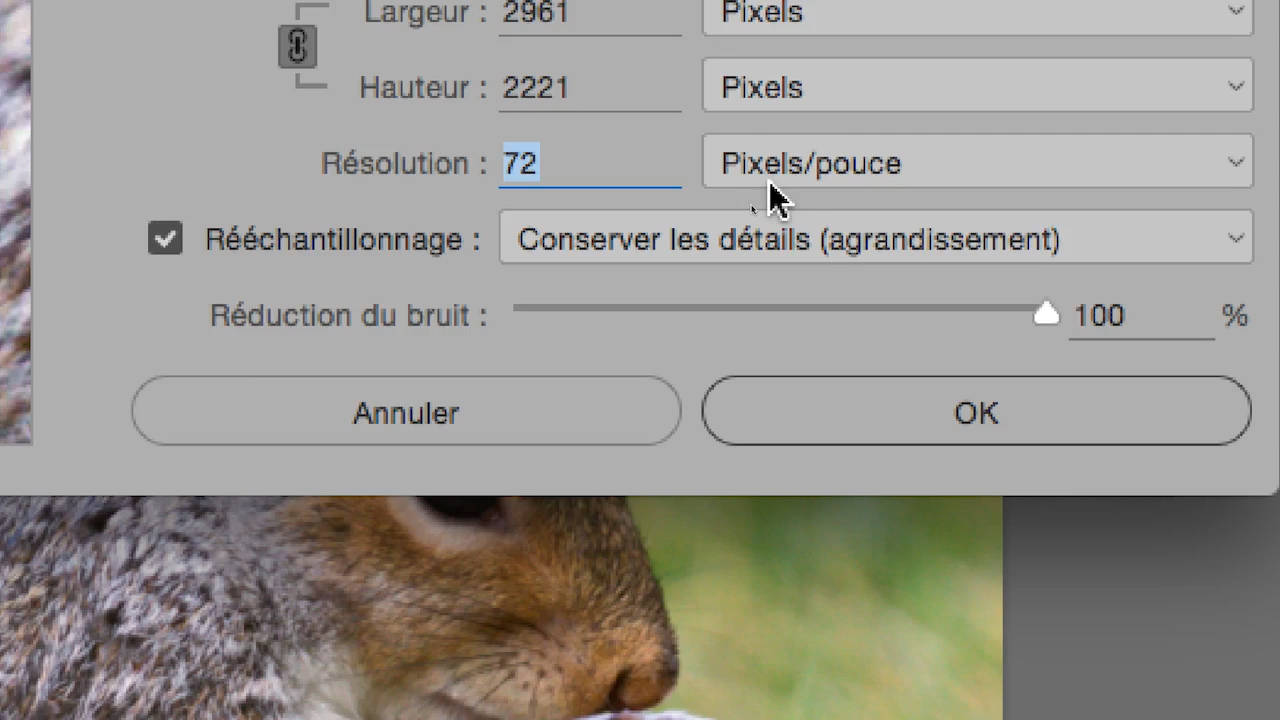 Largeur : 2961 Pixels
Hauteur : 2221 Pixels
Résolution : 72 Pixels/pouce
Rééchantillonnage : Conserver les détails (agrandissement)
Réduction du bruit : 100 %
Annuler OK